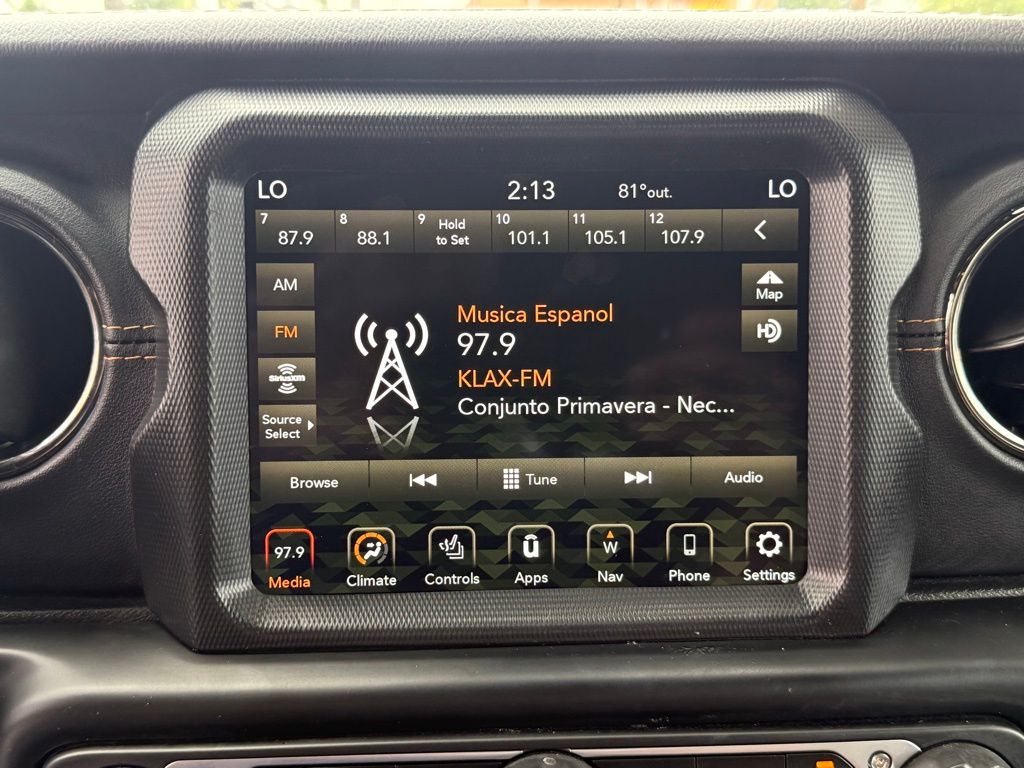 LO 2:13 81°out. LO
7 87.9
8 88.1
9 Hold
to Set
10 101.1
11 105.1
12 107.9
AM
FM
SiriusXM
Source
Select
Musica Espanol
97.9
KLAX-FM
Conjunto Primavera - Nec...
Map
HD
Browse
Tune
Audio
97.9
Media
Climate
Controls
u
Apps
W
Nav
Phone
Settings